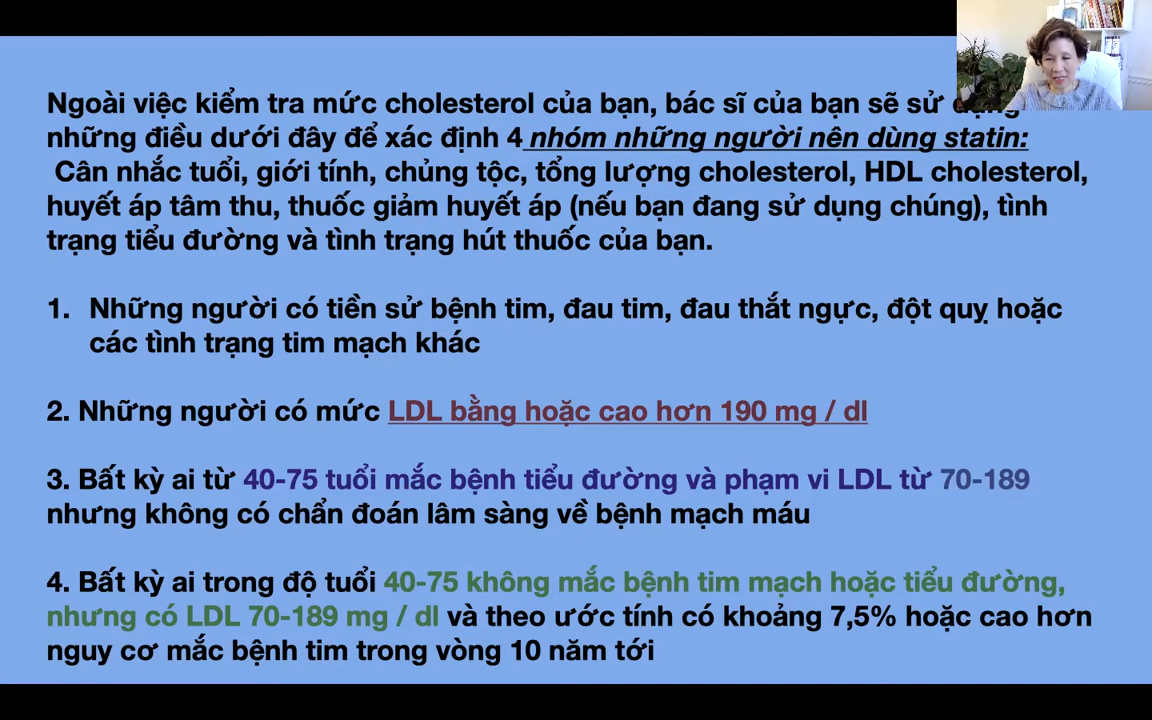 Ngoài việc kiểm tra mức cholesterol của bạn, bác sĩ của bạn sẽ sử dụng
những điều dưới đây để xác định 4 nhóm những người nên dùng statin:
Cân nhắc tuổi, giới tính, chủng tộc, tổng lượng cholesterol, HDL cholesterol,
huyết áp tâm thu, thuốc giảm huyết áp (nếu bạn đang sử dụng chúng), tình
trạng tiểu đường và tình trạng hút thuốc của bạn.
1. Những người có tiền sử bệnh tim, đau tim, đau thắt ngực, đột quỵ hoặc
các tình trạng tim mạch khác
2. Những người có mức LDL bằng hoặc cao hơn 190 mg / dl
3. Bất kỳ ai từ 40-75 tuổi mắc bệnh tiểu đường và phạm vi LDL từ 70-189
nhưng không có chẩn đoán lâm sàng về bệnh mạch máu
4. Bất kỳ ai trong độ tuổi 40-75 không mắc bệnh tim mạch hoặc tiểu đường,
nhưng có LDL 70-189 mg / dl và theo ước tính có khoảng 7,5% hoặc cao hơn
nguy cơ mắc bệnh tim trong vòng 10 năm tới